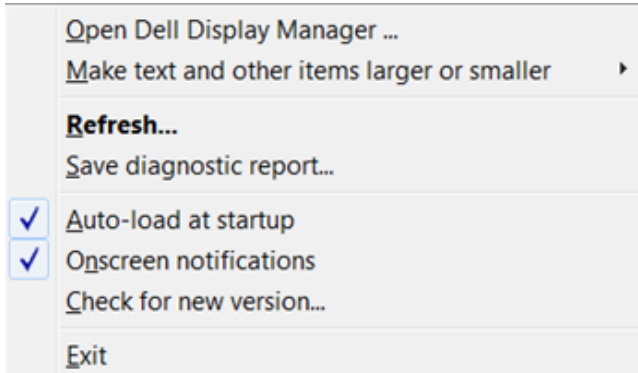 Open Dell Display Manager ...
Make text and other items larger or smaller
Refresh...
Save diagnostic report...
Auto-load at startup
Onscreen notifications
Check for new version...
Exit